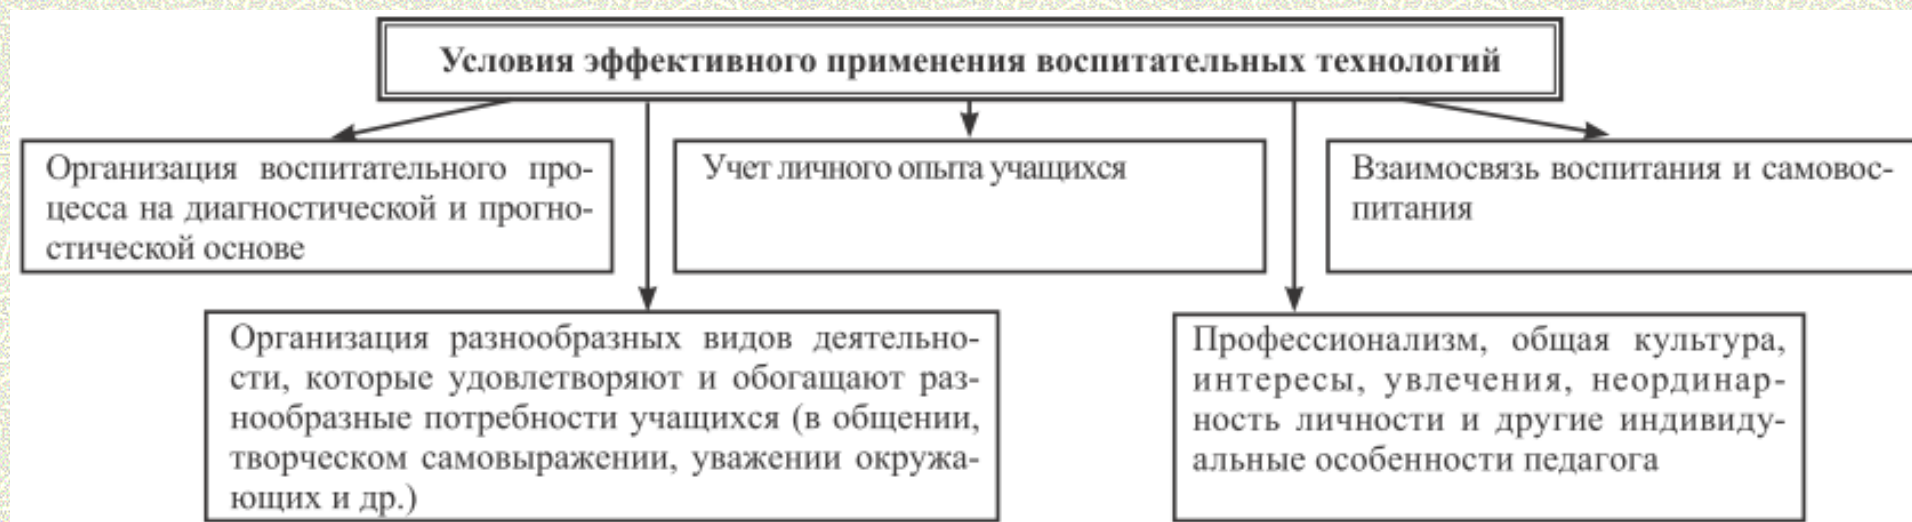 Условия эффективного применения воспитательных технологий
Организация воспитательного про-
цесса на диагностической и прогно-
стической основе
Учет личного опыта учащихся
Взаимосвязь воспитания и самовос-
питания
Организация разнообразных видов деятельно-
сти, которые удовлетворяют и обогащают раз-
нообразные потребности учащихся (в общении,
творческом самовыражении, уважении окружа-
ющих и др.)
Профессионализм, общая культура,
интересы, увлечения, неординар-
ность личности и другие индивиду-
альные особенности педагога